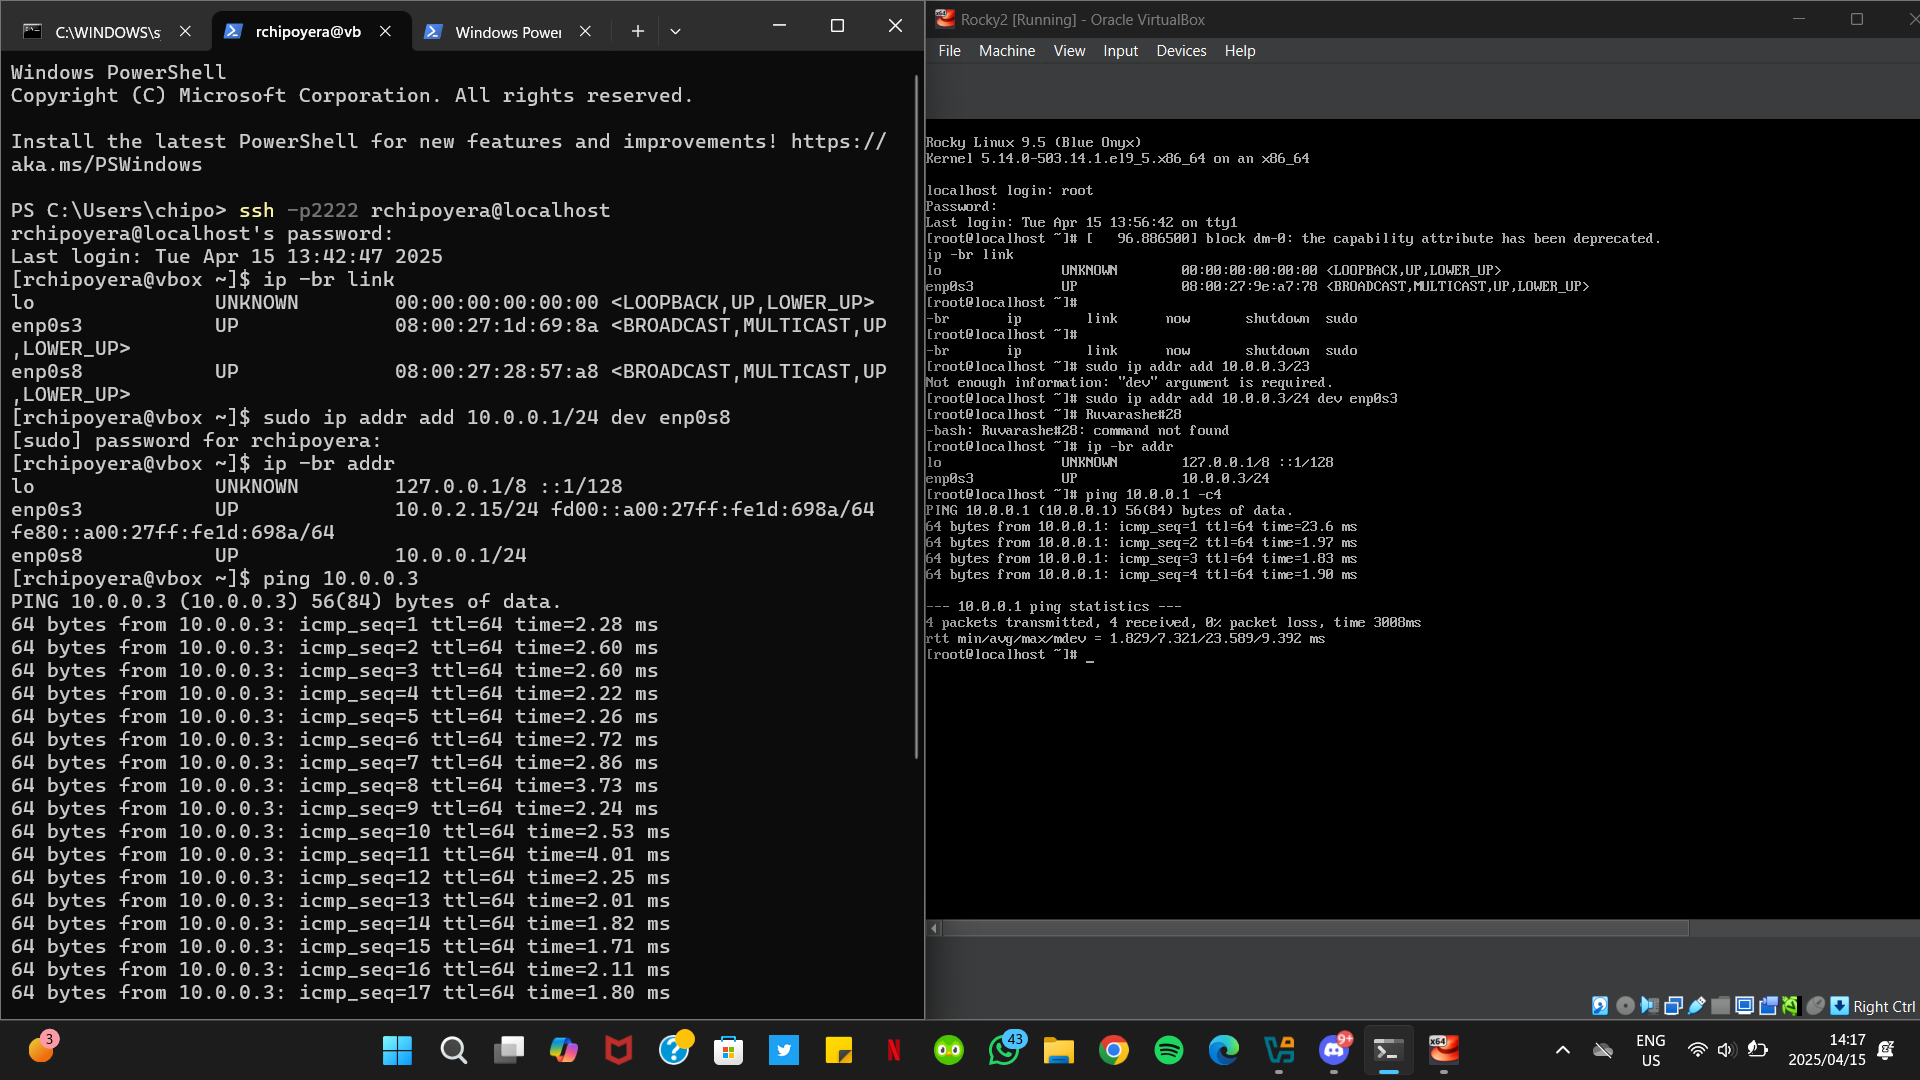 C:\WINDOWS\s
rchipoyera@vb
Windows Power
Windows PowerShell
Copyright (C) Microsoft Corporation. All rights reserved.
Install the latest PowerShell for new features and improvements! https://
aka.ms/PSWindows
PS C:\Users\chipo> ssh -p2222 rchipoyera@localhost
rchipoyera@localhost's password:
Last login: Tue Apr 15 13:42:47 2025
[rchipoyera@vbox ~]$ ip -br link
lo UNKNOWN 00:00:00:00:00:00 <LOOPBACK,UP,LOWER_UP>
enp0s3 UP 08:00:27:1d:69:8a <BROADCAST,MULTICAST,UP
,LOWER_UP>
enp0s8 UP 08:00:27:28:57:a8 <BROADCAST,MULTICAST,UP
,LOWER_UP>
[rchipoyera@vbox ~]$ sudo ip addr add 10.0.0.1/24 dev enp0s8
[sudo] password for rchipoyera:
[rchipoyera@vbox ~]$ ip -br addr
lo UNKNOWN 127.0.0.1/8 ::1/128
enp0s3 UP 10.0.2.15/24 fd00::a00:27ff:fe1d:698a/64
fe80::a00:27ff:fe1d:698a/64
enp0s8 UP 10.0.0.1/24
[rchipoyera@vbox ~]$ ping 10.0.0.3
PING 10.0.0.3 (10.0.0.3) 56(84) bytes of data.
64 bytes from 10.0.0.3: icmp_seq=1 ttl=64 time=2.28 ms
64 bytes from 10.0.0.3: icmp_seq=2 ttl=64 time=2.60 ms
64 bytes from 10.0.0.3: icmp_seq=3 ttl=64 time=2.60 ms
64 bytes from 10.0.0.3: icmp_seq=4 ttl=64 time=2.22 ms
64 bytes from 10.0.0.3: icmp_seq=5 ttl=64 time=2.26 ms
64 bytes from 10.0.0.3: icmp_seq=6 ttl=64 time=2.72 ms
64 bytes from 10.0.0.3: icmp_seq=7 ttl=64 time=2.86 ms
64 bytes from 10.0.0.3: icmp_seq=8 ttl=64 time=3.73 ms
64 bytes from 10.0.0.3: icmp_seq=9 ttl=64 time=2.24 ms
64 bytes from 10.0.0.3: icmp_seq=10 ttl=64 time=2.53 ms
64 bytes from 10.0.0.3: icmp_seq=11 ttl=64 time=4.01 ms
64 bytes from 10.0.0.3: icmp_seq=12 ttl=64 time=2.25 ms
64 bytes from 10.0.0.3: icmp_seq=13 ttl=64 time=2.01 ms
64 bytes from 10.0.0.3: icmp_seq=14 ttl=64 time=1.82 ms
64 bytes from 10.0.0.3: icmp_seq=15 ttl=64 time=1.71 ms
64 bytes from 10.0.0.3: icmp_seq=16 ttl=64 time=2.11 ms
64 bytes from 10.0.0.3: icmp_seq=17 ttl=64 time=1.80 ms
Rocky2 [Running] - Oracle VirtualBox
File Machine View Input Devices Help
Rocky Linux 9.5 (Blue Onyx)
Kernel 5.14.0-503.14.1.el9_5.x86_64 on an x86_64
localhost login: root
Password:
Last login: Tue Apr 15 13:56:42 on tty1
[root@localhost ~]# [   96.886500] block dm-0: the capability attribute has been deprecated.
ip -br link
lo UNKNOWN 00:00:00:00:00:00 <LOOPBACK,UP,LOWER_UP>
enp0s3 UP 08:00:27:9e:a7:78 <BROADCAST,MULTICAST,UP,LOWER_UP>
[root@localhost ~]#
-br ip link now shutdown sudo
[root@localhost ~]#
-br ip link now shutdown sudo
[root@localhost ~]# sudo ip addr add 10.0.0.3/23
Not enough information: "dev" argument is required.
[root@localhost ~]# sudo ip addr add 10.0.0.3/24 dev enp0s3
[root@localhost ~]# Ruvarashe#28
-bash: Ruvarashe#28: command not found
[root@localhost ~]# ip -br addr
lo UNKNOWN 127.0.0.1/8 ::1/128
enp0s3 UP 10.0.0.3/24
[root@localhost ~]# ping 10.0.0.1 -c4
PING 10.0.0.1 (10.0.0.1) 56(84) bytes of data.
64 bytes from 10.0.0.1: icmp_seq=1 ttl=64 time=23.6 ms
64 bytes from 10.0.0.1: icmp_seq=2 ttl=64 time=1.97 ms
64 bytes from 10.0.0.1: icmp_seq=3 ttl=64 time=1.83 ms
64 bytes from 10.0.0.1: icmp_seq=4 ttl=64 time=1.90 ms
--- 10.0.0.1 ping statistics ---
4 packets transmitted, 4 received, 0% packet loss, time 3008ms
rtt min/avg/max/mdev = 1.829/7.321/23.589/9.392 ms
[root@localhost ~]# _
Right Ctrl
3
43
9+
x64
ENG
US
14:17
2025/04/15